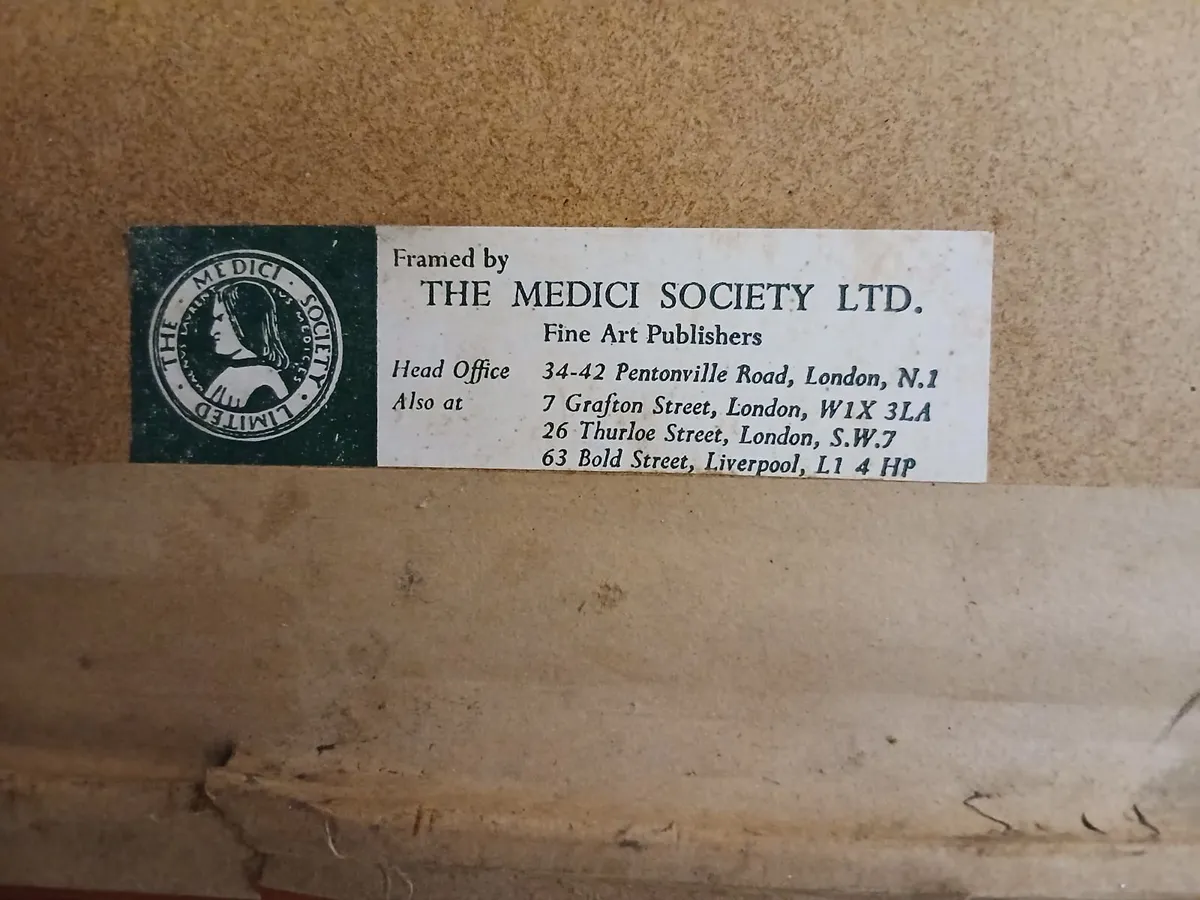 THE · MEDICI · SOCIETY · LIMITED ·
Framed by
THE MEDICI SOCIETY LTD.
Fine Art Publishers
Head Office 34-42 Pentonville Road, London, N.1
Also at 7 Grafton Street, London, W1X 3LA
26 Thurloe Street, London, S.W.7
63 Bold Street, Liverpool, L1 4 HP